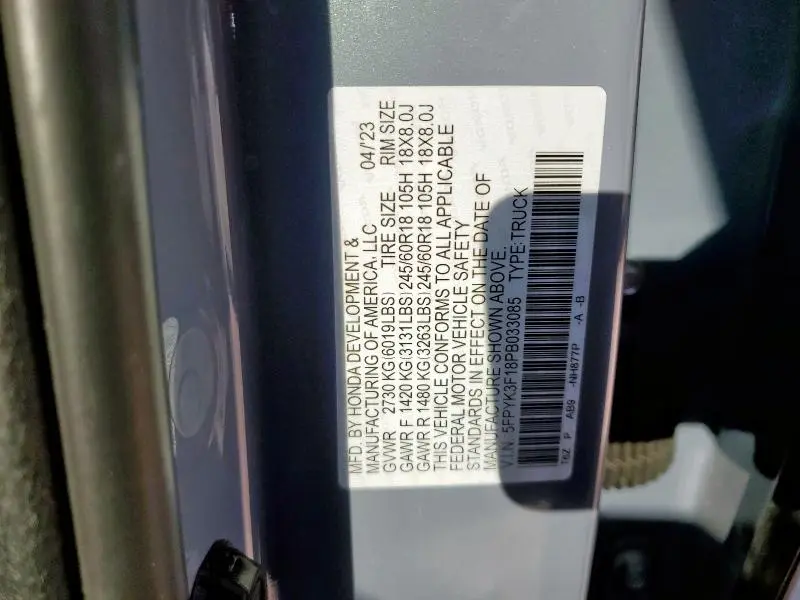 MFD. BY HONDA DEVELOPMENT &
MANUFACTURING OF AMERICA, LLC 04/'23
GVWR 2730 KG(6019LBS) TIRE SIZE RIM SIZE
GAWR F 1420 KG(3131LBS) 245/60R18 105H 18X8.0J
GAWR R 1480 KG(3263LBS) 245/60R18 105H 18X8.0J
THIS VEHICLE CONFORMS TO ALL APPLICABLE
FEDERAL MOTOR VEHICLE SAFETY
STANDARDS IN EFFECT ON THE DATE OF
MANUFACTURE SHOWN ABOVE.
V.I.N: 5FPYK3F18PB033085 TYPE:TRUCK
T6Z P AB9 -NH877P -A -B